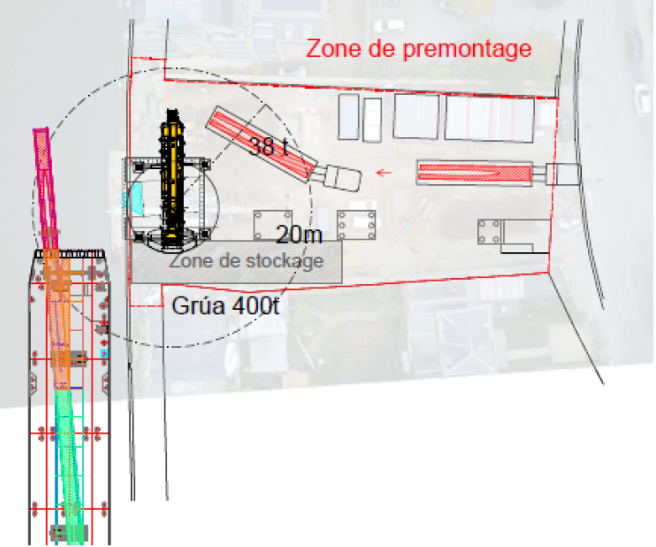 Zone de premontage
38 t
20m
Zone de stockage
Grúa 400t